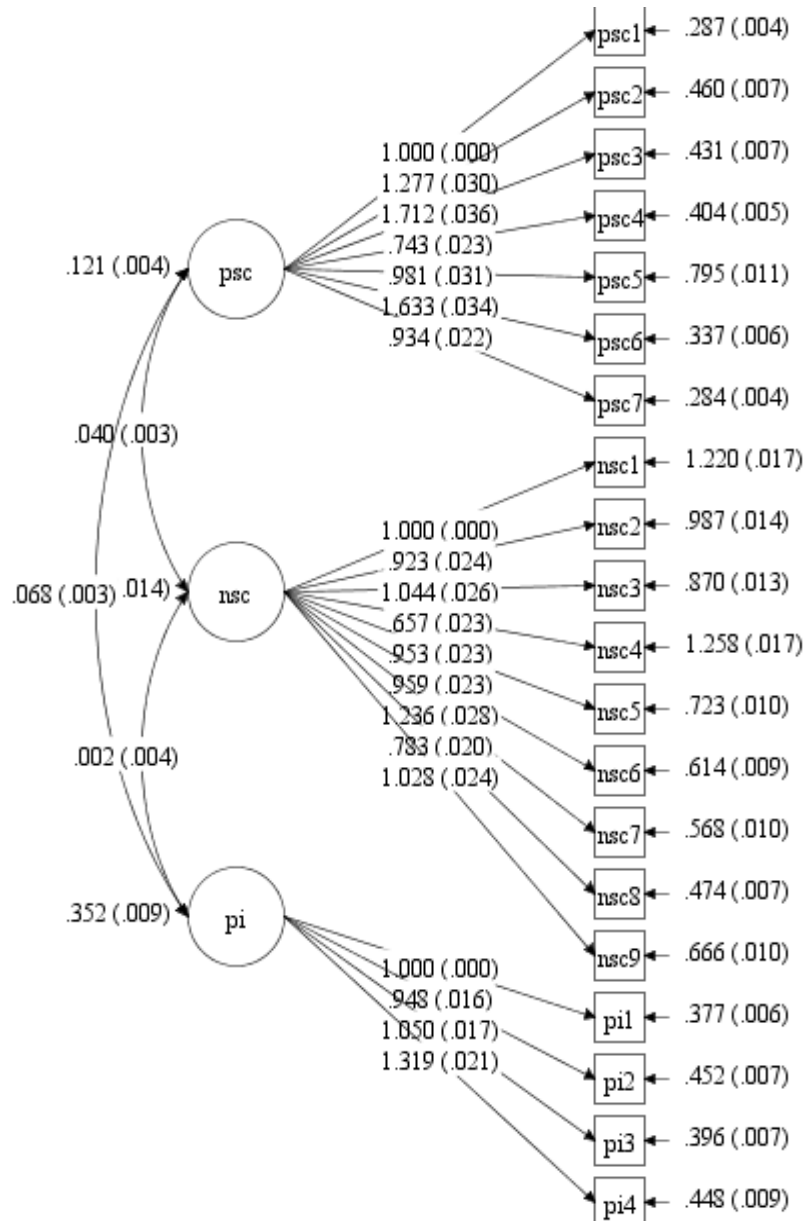 psc1 .287 (.004)
psc2 .460 (.007)
psc3 .431 (.007)
psc4 .404 (.005)
psc5 .795 (.011)
psc6 .337 (.006)
psc7 .284 (.004)
1.000 (.000)
1.277 (.030)
1.712 (.036)
.743 (.023)
.981 (.031)
1.633 (.034)
.934 (.022)
.121 (.004) psc
.040 (.003)
nsc1 1.220 (.017)
nsc2 .987 (.014)
nsc3 .870 (.013)
nsc4 1.258 (.017)
nsc5 .723 (.010)
nsc6 .614 (.009)
nsc7 .568 (.010)
nsc8 .474 (.007)
nsc9 .666 (.010)
1.000 (.000)
.923 (.024)
1.044 (.026)
.657 (.023)
.953 (.023)
.959 (.023)
1.236 (.028)
.783 (.020)
1.028 (.024)
.068 (.003) .014) nsc
.002 (.004)
.352 (.009) pi
1.000 (.000)
.948 (.016)
1.050 (.017)
1.319 (.021)
pi1 .377 (.006)
pi2 .452 (.007)
pi3 .396 (.007)
pi4 .448 (.009)